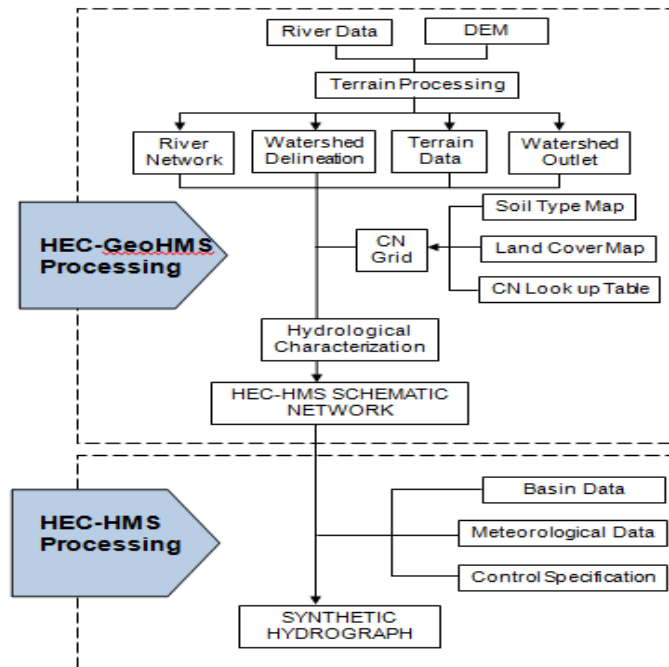 River Data
DEM
Terrain Processing
River
Network
Watershed
Delineation
Terrain
Data
Watershed
Outlet
Soil Type Map
HEC-GeoHMS
Processing
CN
Grid
Land Cover Map
CN Look up Table
Hydrological
Characterization
HEC-HMS SCHEMATIC
NETWORK
Basin Data
HEC-HMS
Processing
Meteorological Data
Control Specification
SYNTHETIC
HYDROGRAPH